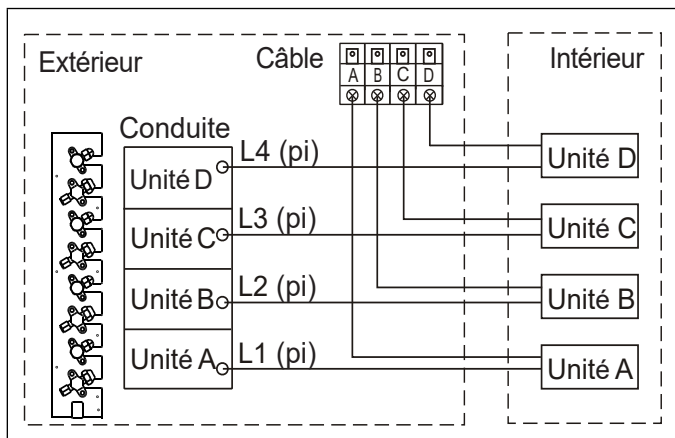 Extérieur
Câble
Intérieur
A B C D
Conduite
L4 (pi)
Unité D
Unité D
L3 (pi)
Unité C
Unité C
L2 (pi)
Unité B
Unité B
L1 (pi)
Unité A
Unité A